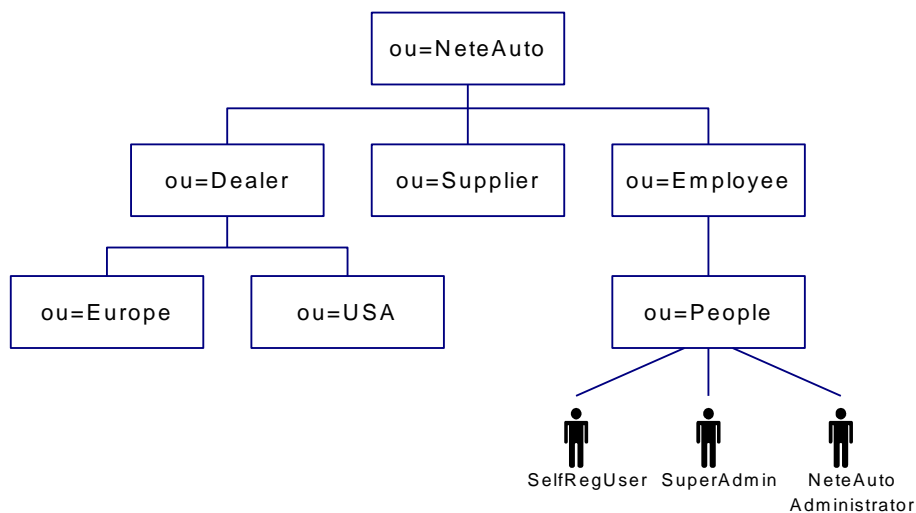 ou=NeteAuto
ou=Dealer
ou=Supplier
ou=Employee
ou=Europe
ou=USA
ou=People
SelfRegUser
SuperAdmin
NeteAuto
Administrator